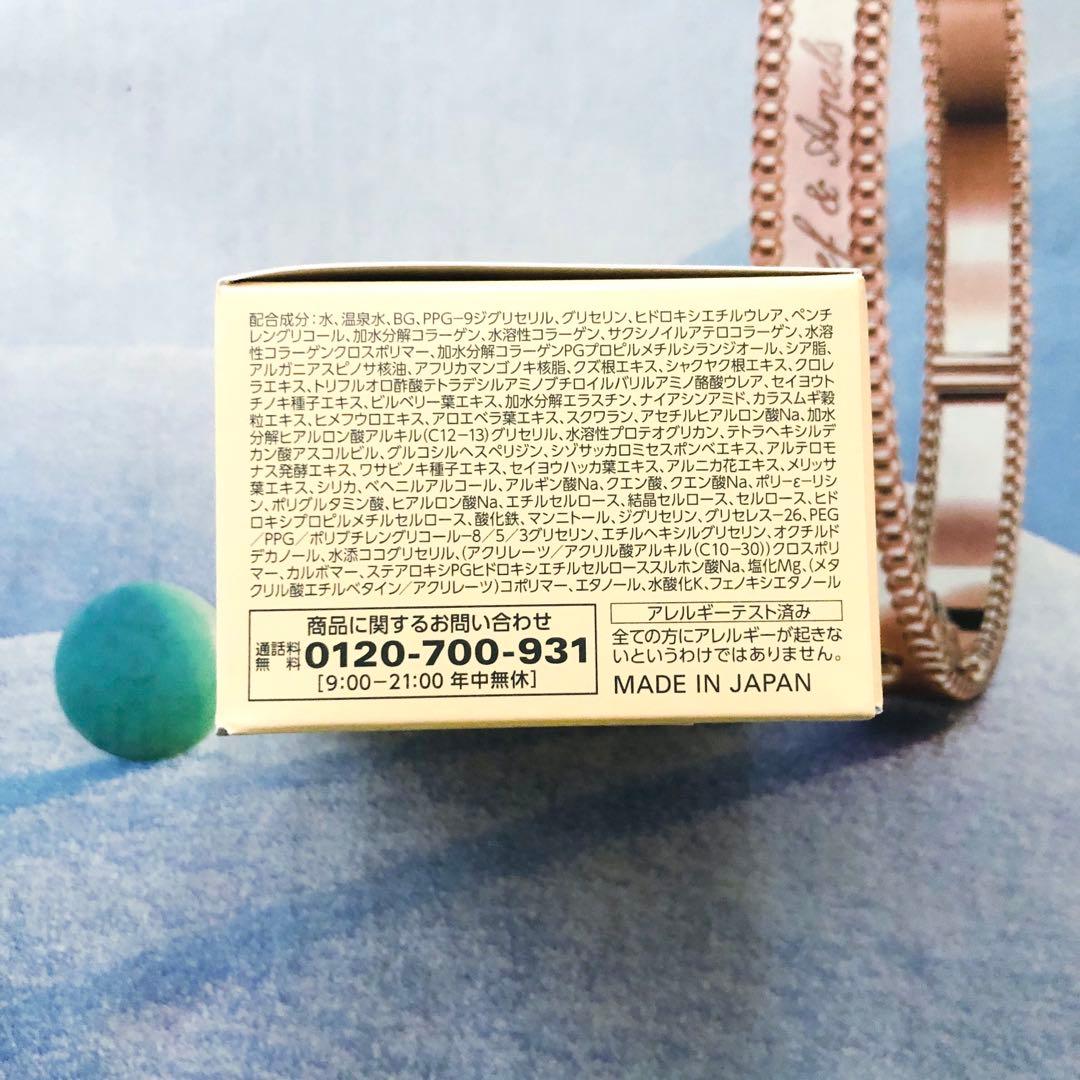 ef & Arpels
配合成分:水、温泉水、BG、PPG−9ジグリセリル、グリセリン、ヒドロキシエチルウレア、ペンチ
レングリコール、加水分解コラーゲン、水溶性コラーゲン、サクシノイルアテロコラーゲン、水溶
性コラーゲンクロスポリマー、加水分解コラーゲンPGプロピルメチルシランジオール、シア脂、
アルガニアスピノサ核油、アフリカマンゴノキ核脂、クズ根エキス、シャクヤク根エキス、クロレ
ラエキス、トリフルオロ酢酸テトラデシルアミノブチロイルバリルアミノ酪酸ウレア、セイヨウト
チノキ種子エキス、ビルベリー葉エキス、加水分解エラスチン、ナイアシンアミド、カラスムギ穀
粒エキス、ヒメフウロエキス、アロエベラ葉エキス、スクワラン、アセチルヒアルロン酸Na、加水
分解ヒアルロン酸アルキル(C12−13)グリセリル、水溶性プロテオグリカン、テトラヘキシルデ
カン酸アスコルビル、グルコシルヘスペリジン、シゾサッカロミセスポンベエキス、アルテロモ
ナス発酵エキス、ワサビノキ種子エキス、セイヨウハッカ葉エキス、アルニカ花エキス、メリッサ
葉エキス、シリカ、ベヘニルアルコール、アルギン酸Na、クエン酸、クエン酸Na、ポリ−ε−リシ
ン、ポリグルタミン酸、ヒアルロン酸Na、エチルセルロース、結晶セルロース、セルロース、ヒド
ロキシプロピルメチルセルロース、酸化鉄、マンニトール、ジグリセリン、グリセレス−26、PEG
/PPG/ポリブチレングリコール−8/5/3グリセリン、エチルヘキシルグリセリン、オクチルド
デカノール、水添ココグリセリル、(アクリレーツ/アクリル酸アルキル(C10−30))クロスポリ
マー、カルボマー、ステアロキシPGヒドロキシエチルセルローススルホン酸Na、塩化Mg、(メタ
クリル酸エチルベタイン/アクリレーツ)コポリマー、エタノール、水酸化K、フェノキシエタノール
商品に関するお問い合わせ
通話料無料 0120-700-931
[9:00−21:00 年中無休]
アレルギーテスト済み
全ての方にアレルギーが起きな
いというわけではありません。
MADE IN JAPAN